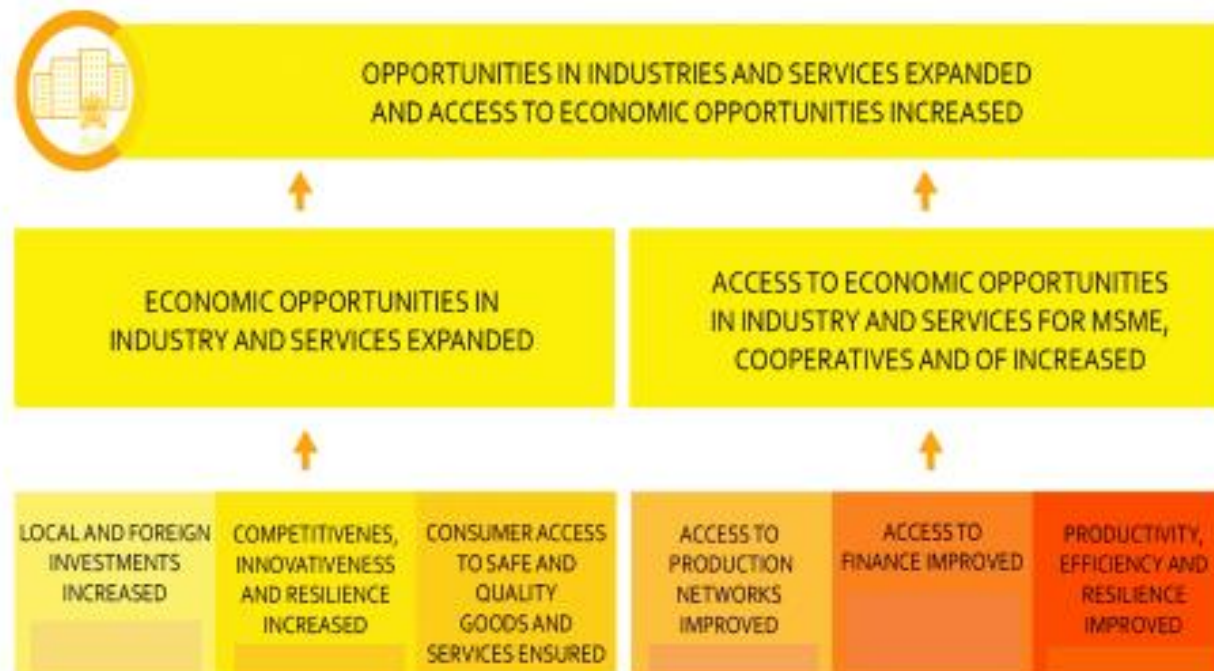 OPPORTUNITIES IN INDUSTRIES AND SERVICES EXPANDED
AND ACCESS TO ECONOMIC OPPORTUNITIES INCREASED
ECONOMIC OPPORTUNITIES IN
INDUSTRY AND SERVICES EXPANDED
ACCESS TO ECONOMIC OPPORTUNITIES
IN INDUSTRY AND SERVICES FOR MSME,
COOPERATIVES AND OF INCREASED
LOCAL AND FOREIGN
INVESTMENTS
INCREASED
COMPETITIVENES,
INNOVATIVENESS
AND RESILIENCE
INCREASED
CONSUMER ACCESS
TO SAFE AND
QUALITY
GOODS AND
SERVICES ENSURED
ACCESS TO
PRODUCTION
NETWORKS
IMPROVED
ACCESS TO
FINANCE IMPROVED
PRODUCTIVITY,
EFFICIENCY AND
RESILIENCE
IMPROVED